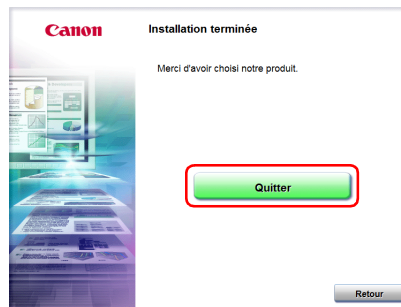 Canon
Installation terminée
Merci d'avoir choisi notre produit.
Quitter
Retour